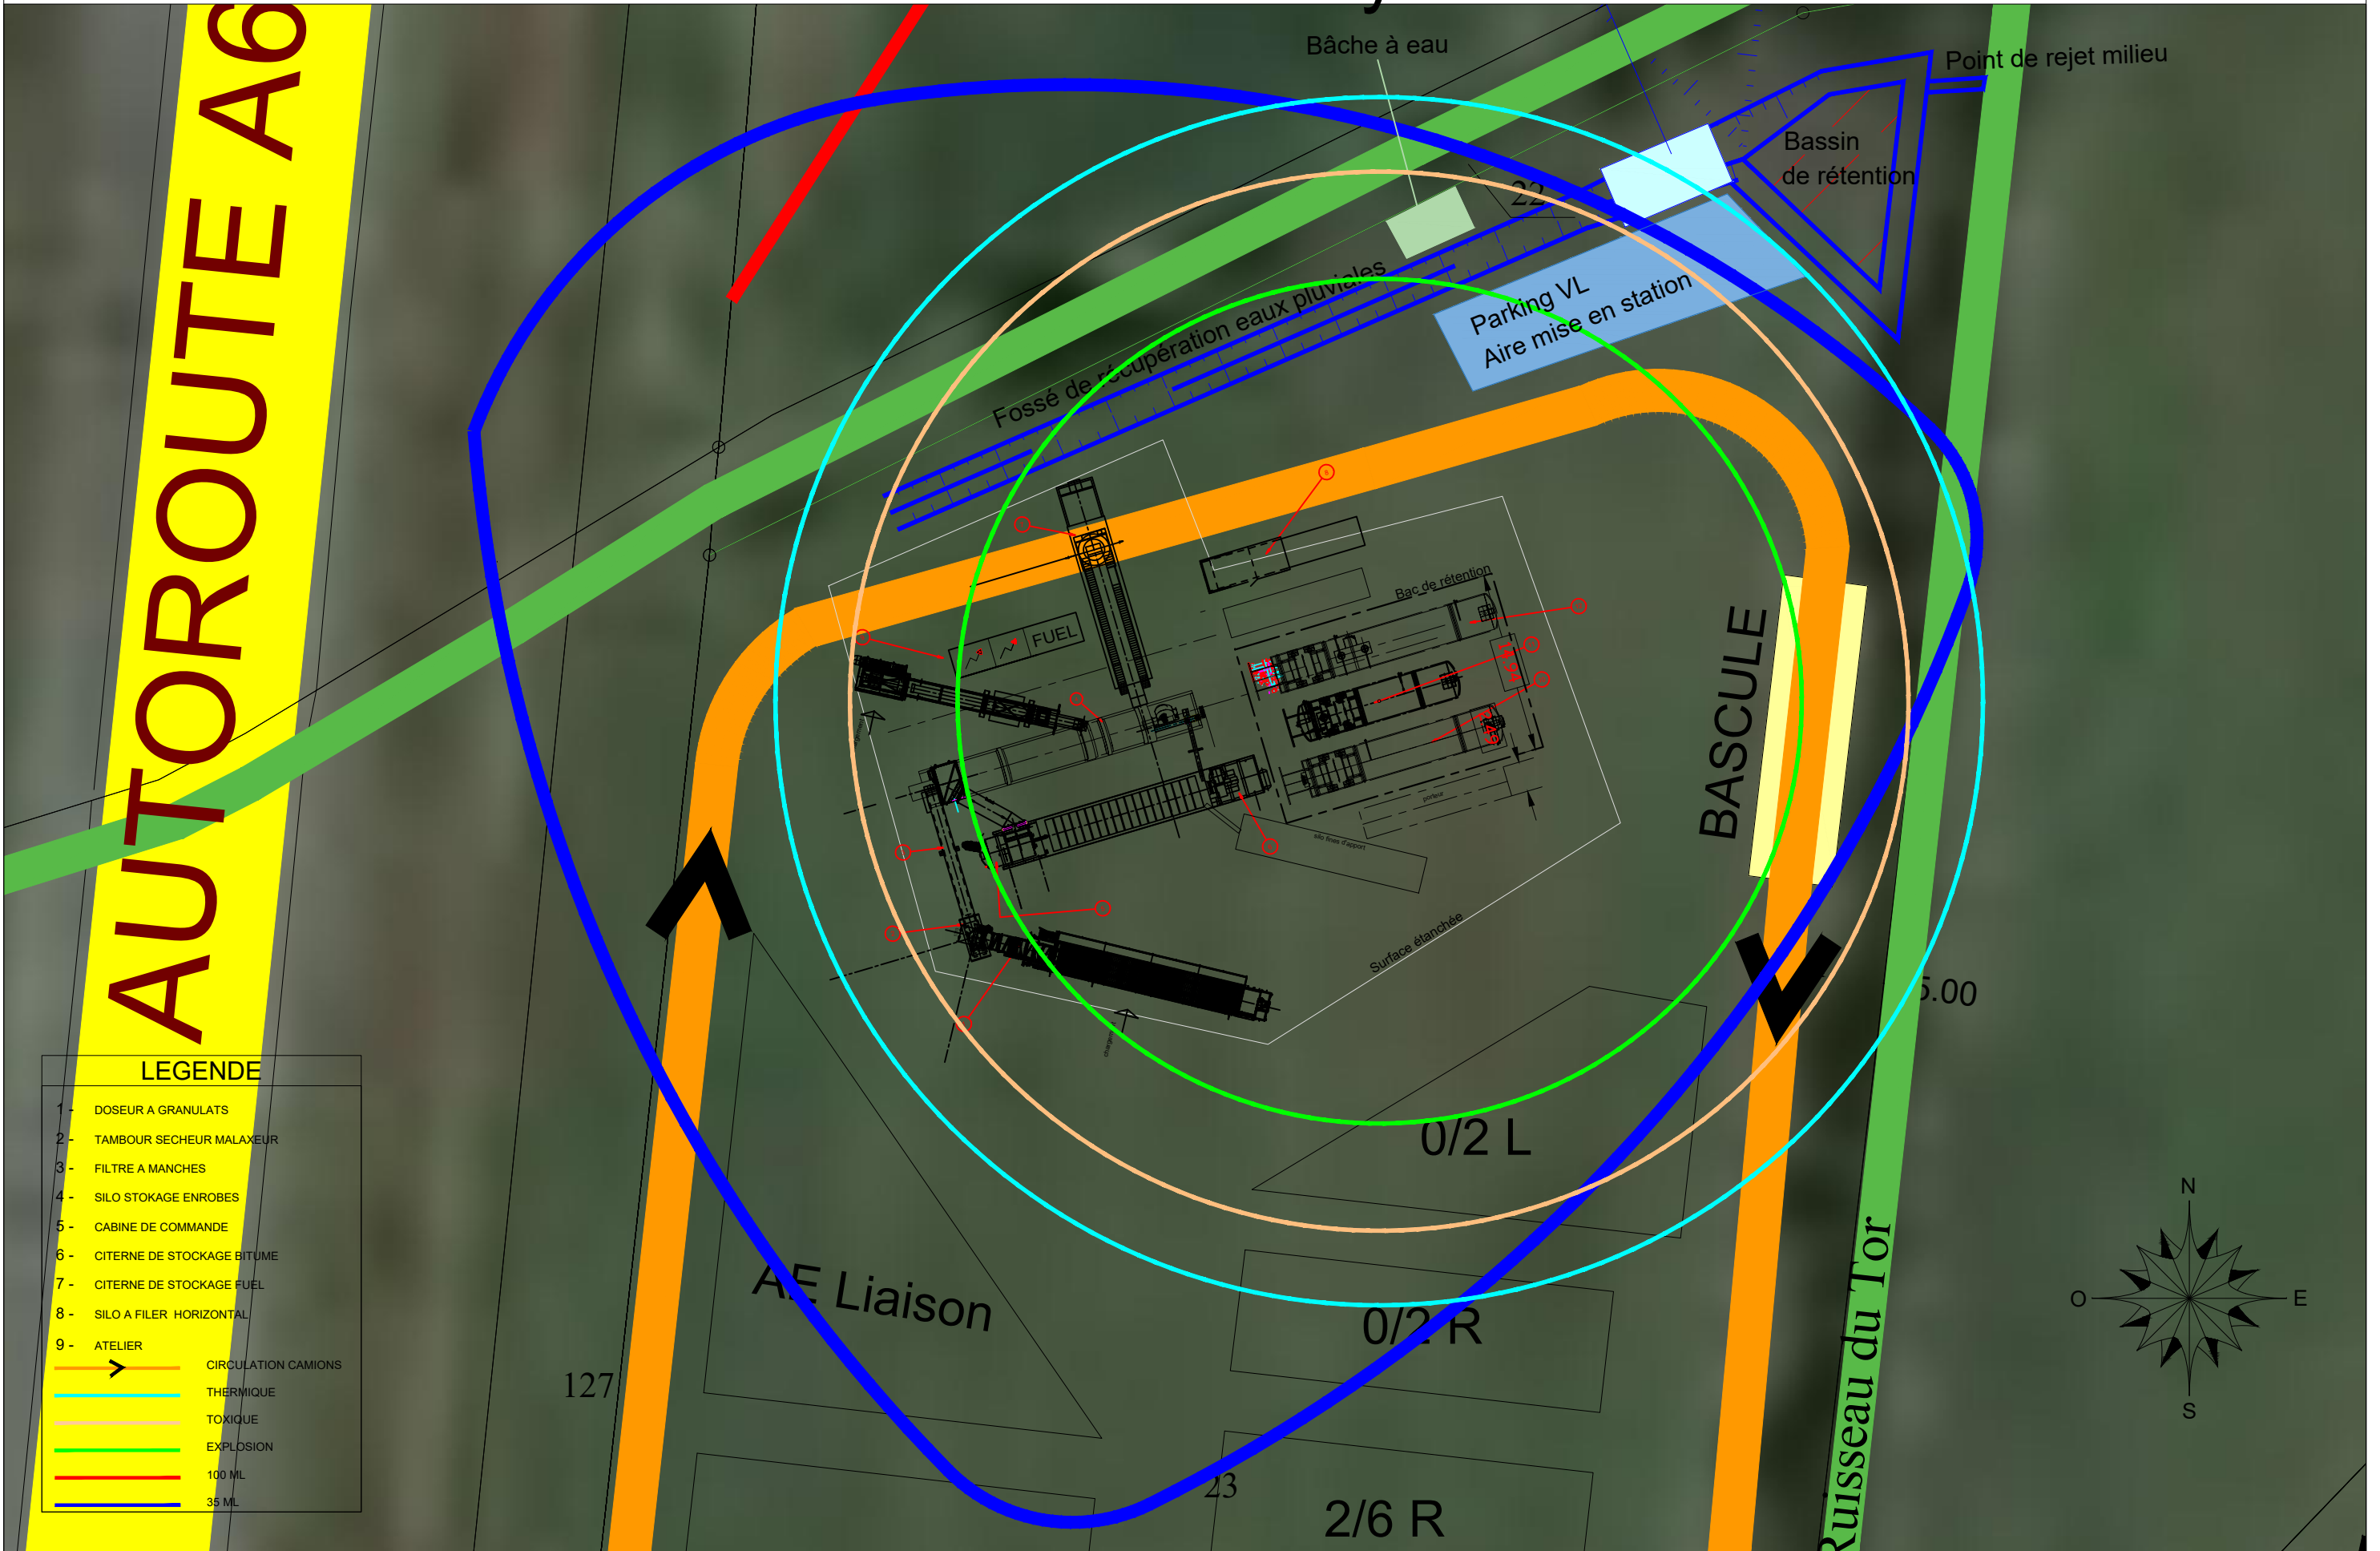 AUTOROUTE A6
Bâche à eau
Point de rejet milieu
Bassin
de rétention
22
Parking VL
Aire mise en station
Fossé de récupération eaux pluviales
Bac de rétention
FUEL
BASCULE
porteur
silo fines d'apport
Surface étanchée
5.00
0/2 L
AE Liaison
0/2 R
127
23
2/6 R
Ruisseau du Tor
N
O
E
S
LEGENDE
1 - DOSEUR A GRANULATS
2 - TAMBOUR SECHEUR MALAXEUR
3 - FILTRE A MANCHES
4 - SILO STOKAGE ENROBES
5 - CABINE DE COMMANDE
6 - CITERNE DE STOCKAGE BITUME
7 - CITERNE DE STOCKAGE FUEL
8 - SILO A FILER HORIZONTAL
9 - ATELIER
CIRCULATION CAMIONS
THERMIQUE
TOXIQUE
EXPLOSION
100 ML
35 ML